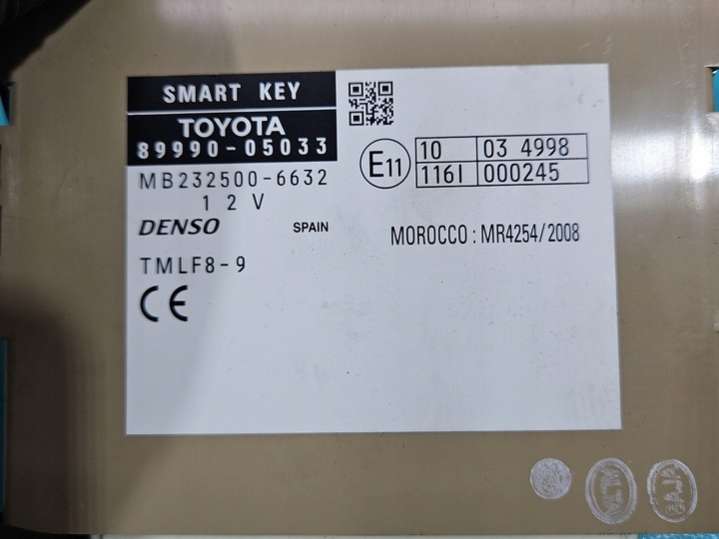 SMART KEY
TOYOTA
89990-05033
MB232500-6632
12V
DENSO SPAIN
TMLF8-9
CE
E11
10 03 4998
116I 000245
MOROCCO : MR4254/2008